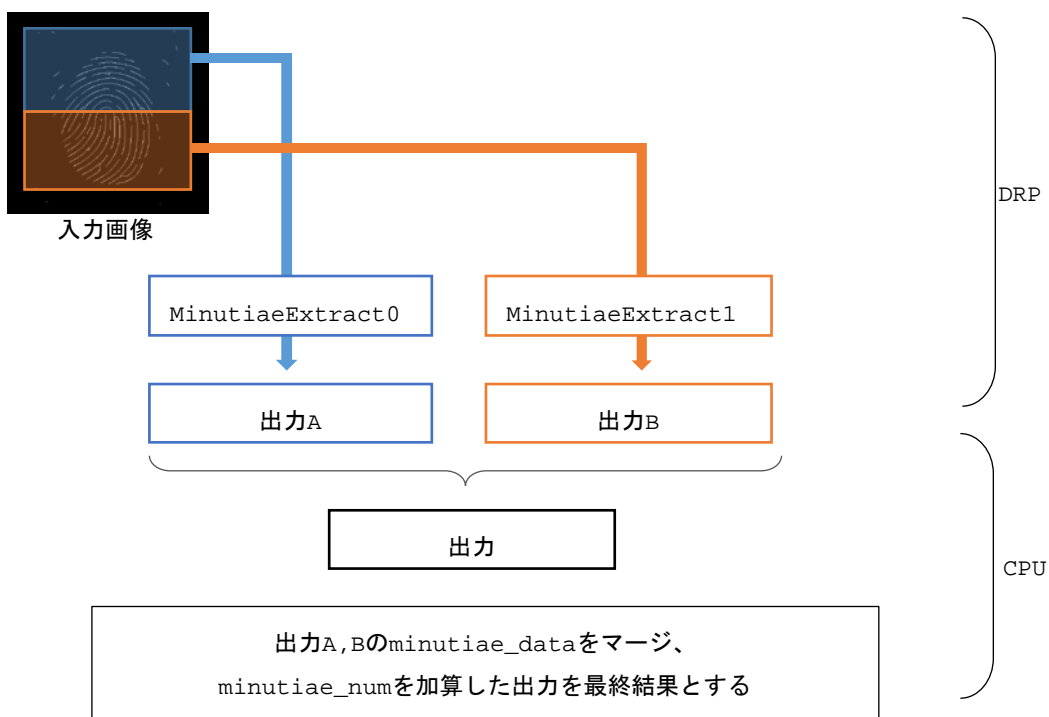 入力画像
DRP
MinutiaeExtract0
MinutiaeExtract1
出力A
出力B
出力
CPU
出力A,Bのminutiae_dataをマージ、
minutiae_numを加算した出力を最終結果とする